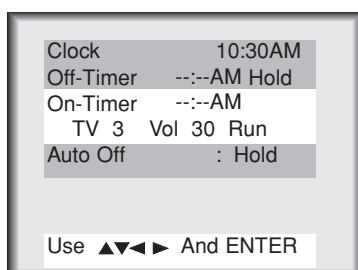 Clock 10:30AM
Off-Timer --:--AM Hold
On-Timer --:--AM
TV 3 Vol 30 Run
Auto Off : Hold
Use ▲▼◄ ► And ENTER